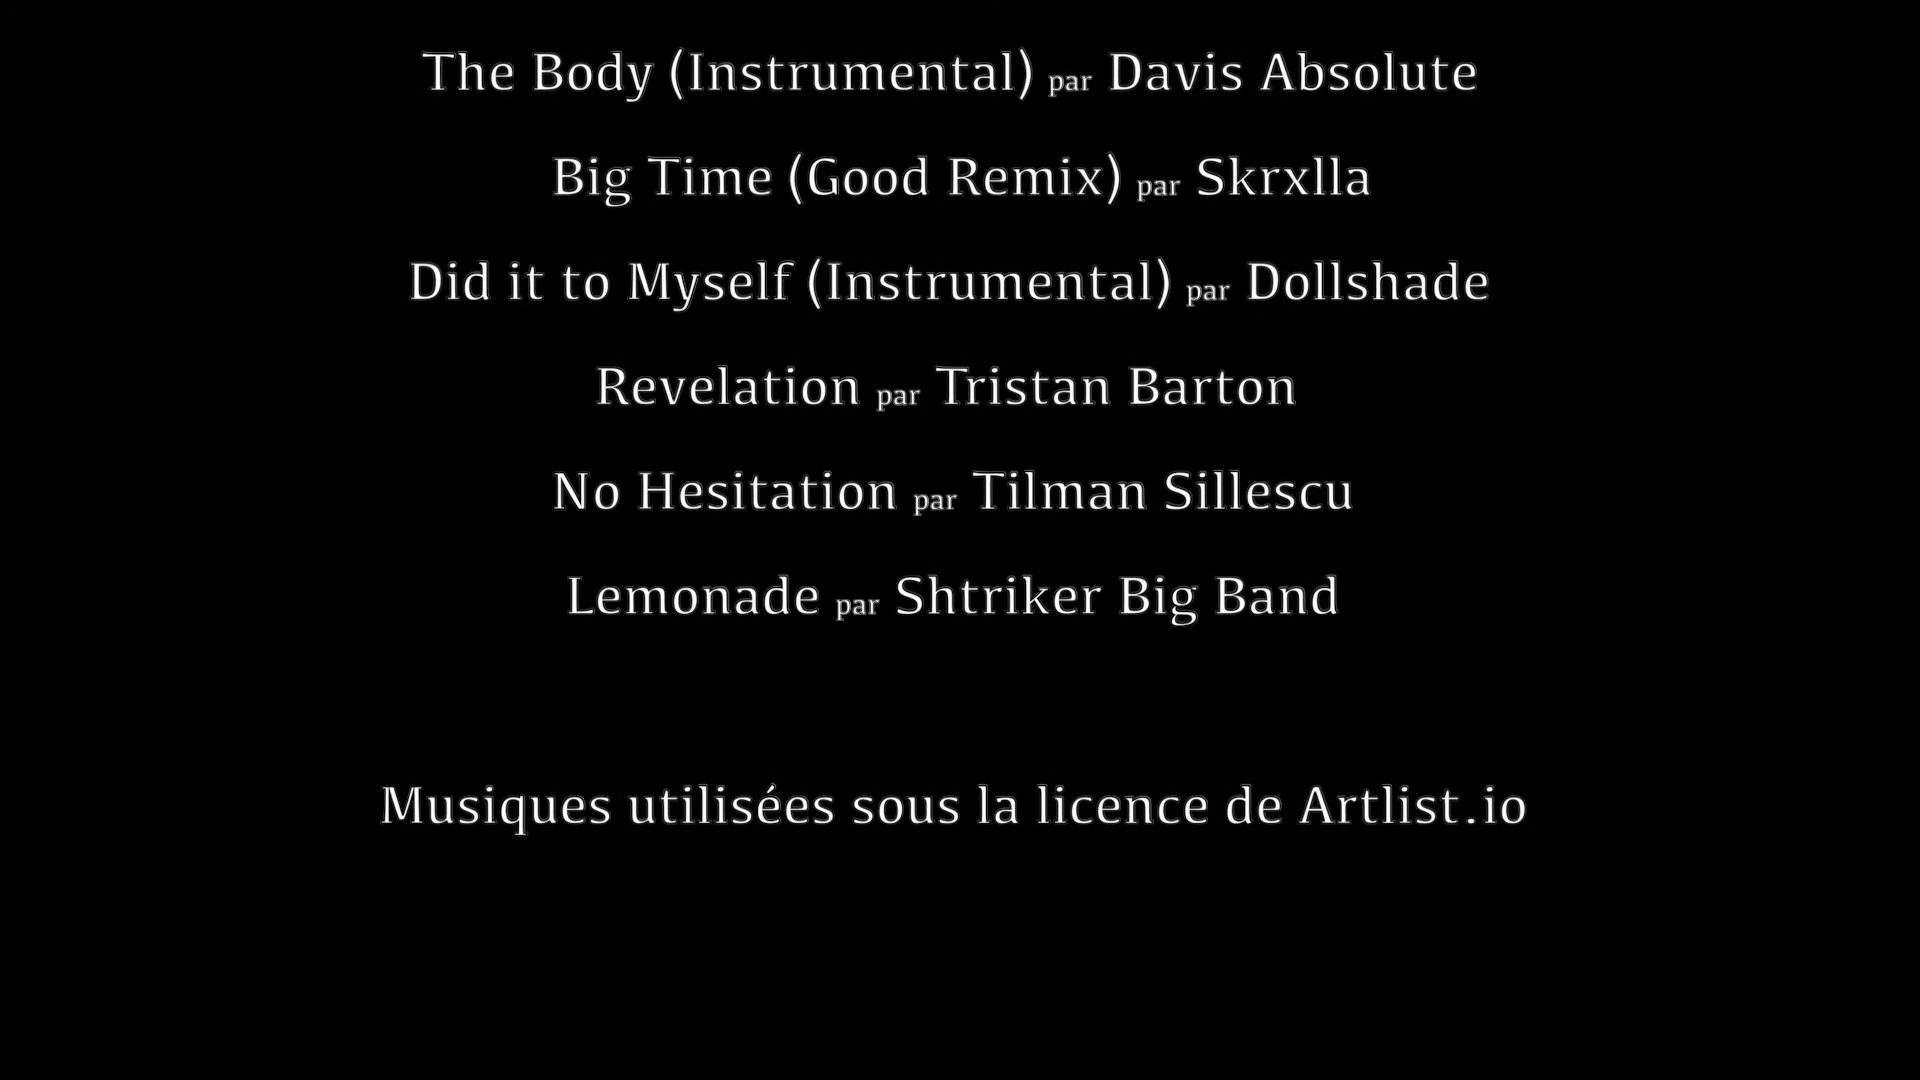 The Body (Instrumental) par Davis Absolute
Big Time (Good Remix) par Skrxlla
Did it to Myself (Instrumental) par Dollshade
Revelation par Tristan Barton
No Hesitation par Tilman Sillescu
Lemonade par Shtriker Big Band
Musiques utilisées sous la licence de Artlist.io